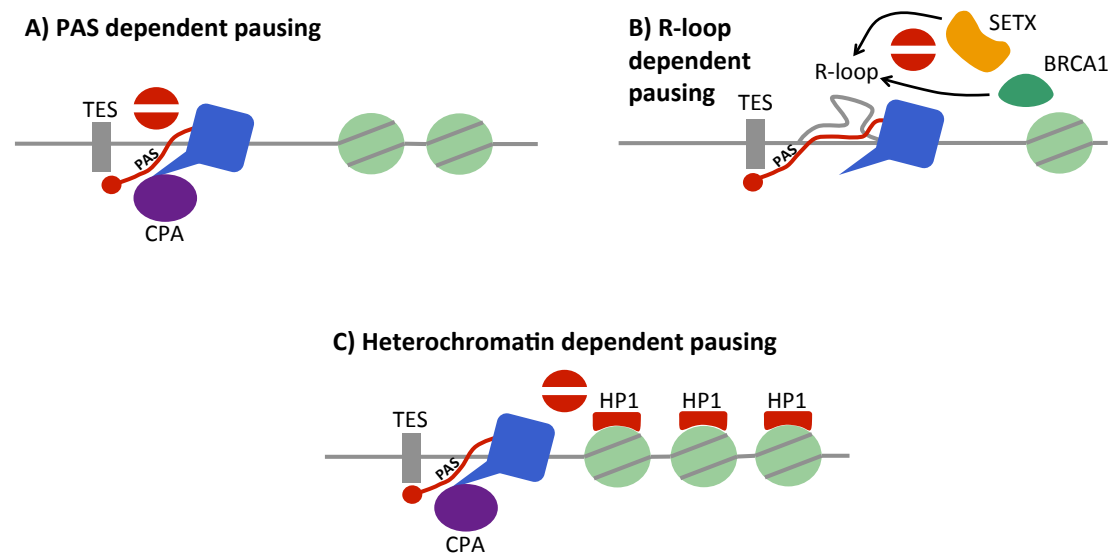 A) PAS dependent pausing
TES
PAS
CPA
B) R-loop
dependent
pausing
SETX
BRCA1
R-loop
TES
PAS
C) Heterochromatin dependent pausing
HP1 HP1 HP1
TES
PAS
CPA